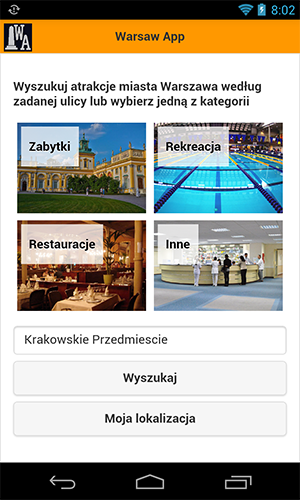 8:02
WA
Warsaw App
Wyszukuj atrakcje miasta Warszawa według
zadanej ulicy lub wybierz jedną z kategorii
Zabytki
Rekreacja
Restauracje
Inne
Krakowskie Przedmiescie
Wyszukaj
Moja lokalizacja